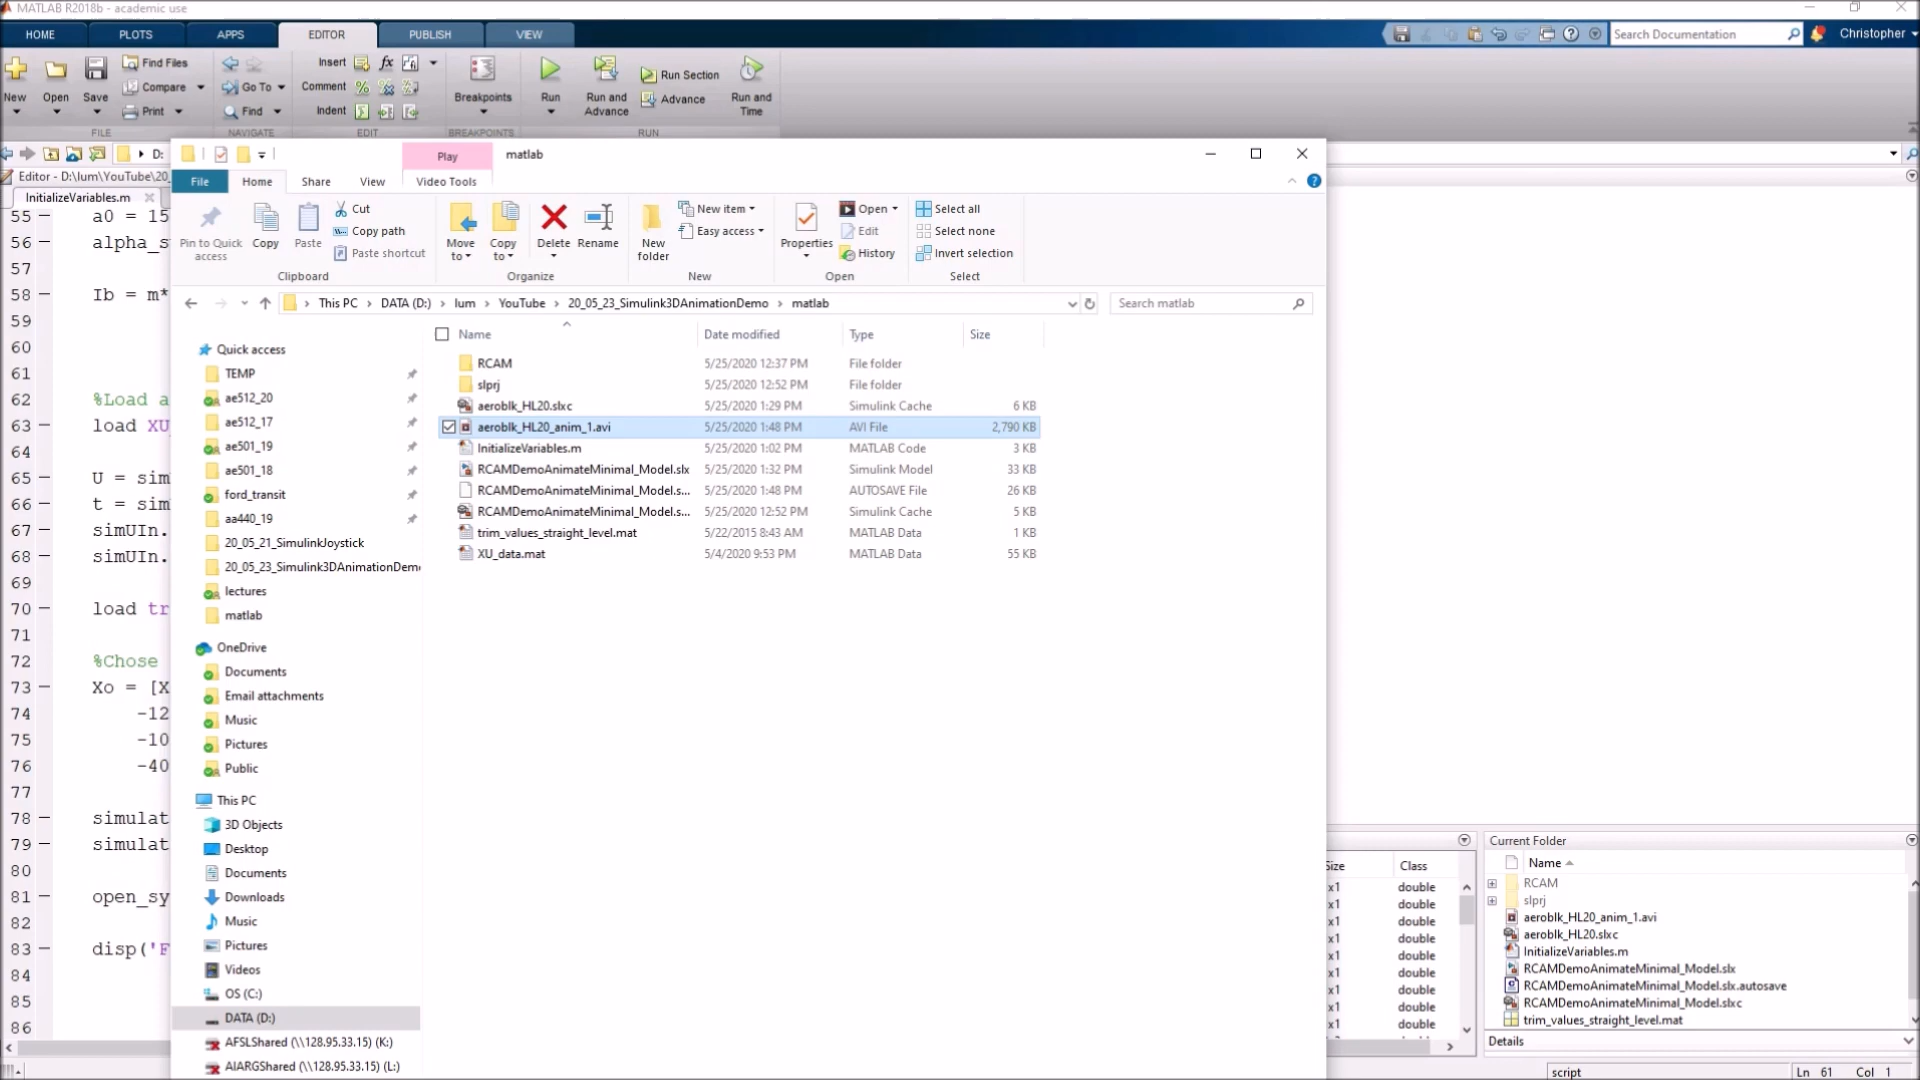 MATLAB R2018b - academic use
HOME PLOTS APPS EDITOR PUBLISH VIEW
Search Documentation
Christopher
New Open Save
Find Files
Compare
Print
Go To
Find
Insert
Comment
Indent
Breakpoints
Run
Run and Advance
Run Section
Advance
Run and Time
FILE NAVIGATE EDIT BREAKPOINTS RUN
D:
Editor - D:\lum\YouTube\20_
InitializeVariables.m
55 a0 = 15
56 alpha_s
57
58 Ib = m*
59
60
61
62 %Load a
63 load XU
64
65 U = sim
66 t = sim
67 simUIn.
68 simUIn.
69
70 load tr
71
72 %Chose
73 Xo = [X
74 -12
75 -10
76 -40
77
78 simulat
79 simulat
80
81 open_sy
82
83 disp('F
84
85
86
Play
matlab
File Home Share View Video Tools
Pin to Quick access
Copy
Paste
Cut
Copy path
Paste shortcut
Move to
Copy to
Delete
Rename
New folder
New item
Easy access
Properties
Open
Edit
History
Select all
Select none
Invert selection
Clipboard Organize New Open Select
This PC DATA (D:) lum YouTube 20_05_23_Simulink3DAnimationDemo matlab
Search matlab
Quick access
TEMP
ae512_20
ae512_17
ae501_19
ae501_18
ford_transit
aa440_19
20_05_21_SimulinkJoystick
20_05_23_Simulink3DAnimationDem
lectures
matlab
OneDrive
Documents
Email attachments
Music
Pictures
Public
This PC
3D Objects
Desktop
Documents
Downloads
Music
Pictures
Videos
OS (C:)
DATA (D:)
AFSLShared (\\128.95.33.15) (K:)
AIARGShared (\\128.95.33.15) (L:)
Name Date modified Type Size
RCAM 5/25/2020 12:37 PM File folder
slprj 5/25/2020 12:52 PM File folder
aeroblk_HL20.slxc 5/25/2020 1:29 PM Simulink Cache 6 KB
aeroblk_HL20_anim_1.avi 5/25/2020 1:48 PM AVI File 2,790 KB
InitializeVariables.m 5/25/2020 1:02 PM MATLAB Code 3 KB
RCAMDemoAnimateMinimal_Model.slx 5/25/2020 1:32 PM Simulink Model 33 KB
RCAMDemoAnimateMinimal_Model.s... 5/25/2020 1:48 PM AUTOSAVE File 26 KB
RCAMDemoAnimateMinimal_Model.s... 5/25/2020 12:52 PM Simulink Cache 5 KB
trim_values_straight_level.mat 5/22/2015 8:43 AM MATLAB Data 1 KB
XU_data.mat 5/4/2020 9:53 PM MATLAB Data 55 KB
Size Class
x1 double
x1 double
x1 double
x1 double
x1 double
x1 double
x1 double
x1 double
x1 double
Current Folder
Name
RCAM
slprj
aeroblk_HL20_anim_1.avi
aeroblk_HL20.slxc
InitializeVariables.m
RCAMDemoAnimateMinimal_Model.slx
RCAMDemoAnimateMinimal_Model.slx.autosave
RCAMDemoAnimateMinimal_Model.slxc
trim_values_straight_level.mat
Details
script Ln 61 Col 1